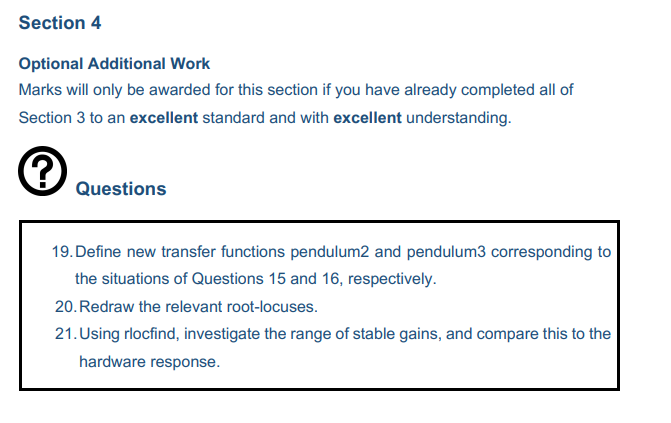 Section 4
Optional Additional Work
Marks will only be awarded for this section if you have already completed all of
Section 3 to an excellent standard and with excellent understanding.
Questions
19. Define new transfer functions pendulum2 and pendulum3 corresponding to
the situations of Questions 15 and 16, respectively.
20. Redraw the relevant root-locuses.
21. Using rlocfind, investigate the range of stable gains, and compare this to the
hardware response.